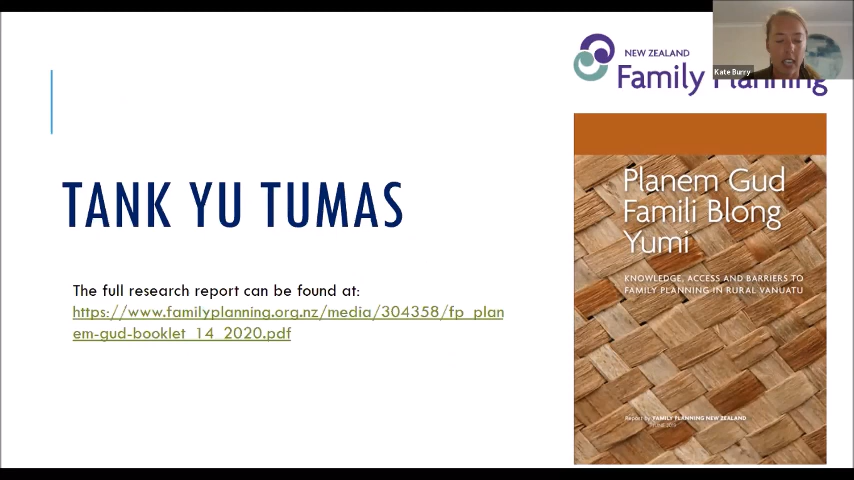 NEW ZEALAND
Family Planning
Kate Burry
TANK YU TUMAS
The full research report can be found at:
https://www.familyplanning.org.nz/media/304358/fp_plan
em-gud-booklet_14_2020.pdf
Planem Gud
Famili Blong
Yumi
KNOWLEDGE, ACCESS AND BARRIERS TO
FAMILY PLANNING IN RURAL VANUATU
Report by FAMILY PLANNING NEW ZEALAND